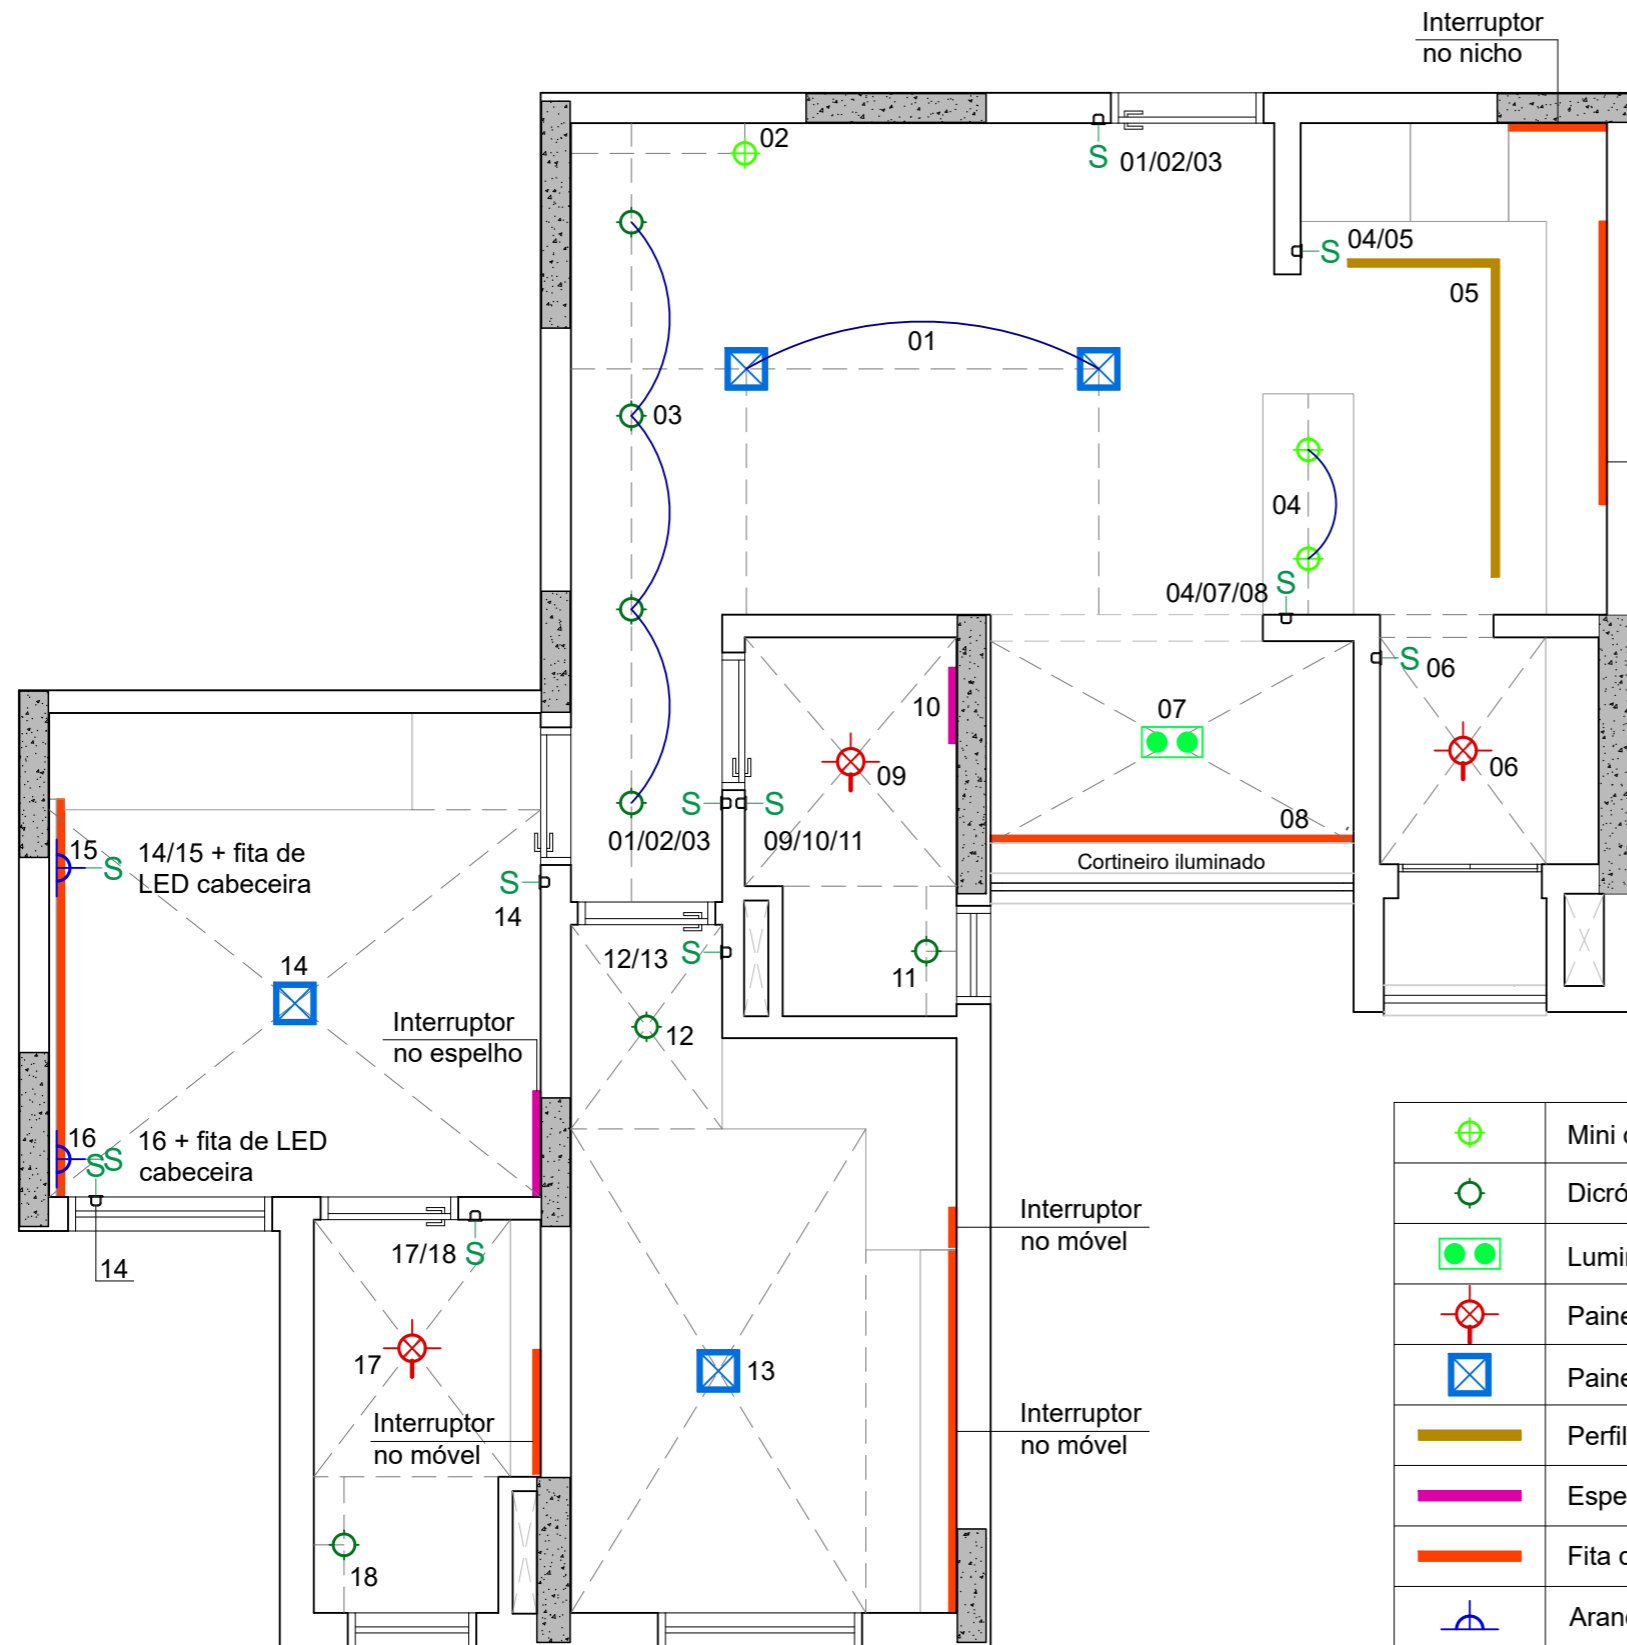 Interruptor
no nicho
02
S
01/02/03
S
04/05
05
01
03
04
04/07/08
S
S
06
10
07
09
06
08
S
S
01/02/03
09/10/11
Cortineiro iluminado
15
S
14/15 + fita de
LED cabeceira
S
14
12/13
S
11
14
Interruptor
no espelho
12
16
S
S
16 + fita de LED
cabeceira
14
17/18
S
Interruptor
no móvel
17
13
Interruptor
no móvel
Interruptor
no móvel
18
Mini
Dicró
Lumi
Paine
Paine
Perfil
Espe
Fita
Aran